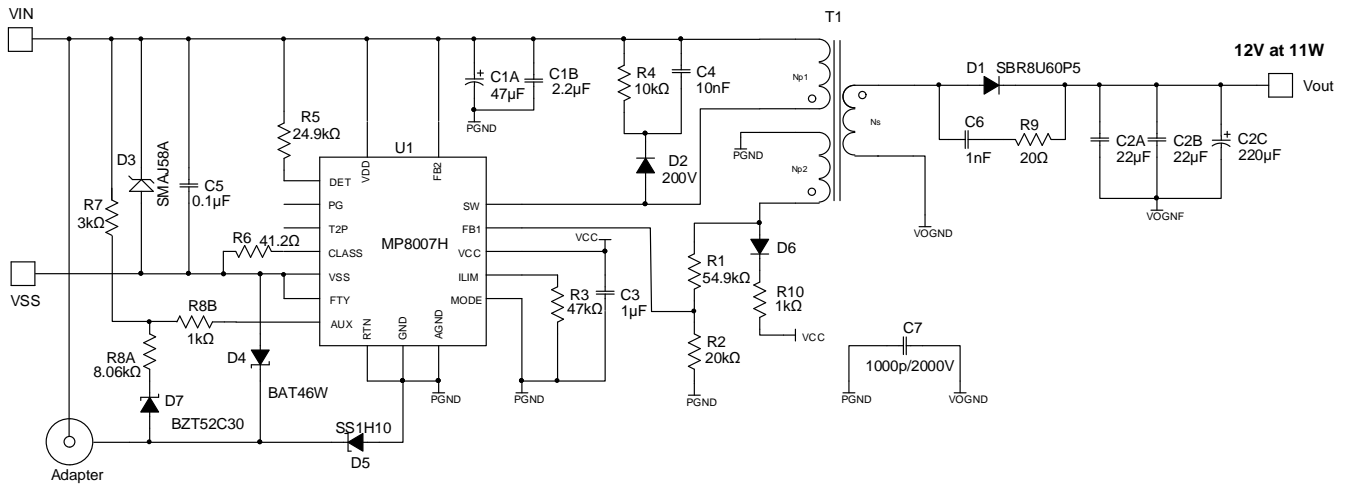 VIN
T1
12V at 11W
C1A
47µF
C1B
2.2µF
R4
10kΩ
C4
10nF
Np1
D1
SBR8U60P5
Vout
R5
24.9kΩ
PGND
C6
1nF
R9
20Ω
Ns
C2A
22µF
C2B
22µF
C2C
220µF
D3
SMAJ58A
C5
0.1µF
U1
VDD
FB2
D2
200V
PGND
Np2
R7
3kΩ
DET
PG
T2P
CLASS
VSS
FTY
AUX
MP8007H
SW
FB1
VCC
ILIM
MODE
RTN
GND
AGND
VOGNF
VOGND
R6
41.2Ω
VCC
R1
54.9kΩ
D6
VSS
R3
47kΩ
C3
1µF
R10
1kΩ
VCC
R8B
1kΩ
R8A
8.06kΩ
D4
BAT46W
R2
20kΩ
C7
1000p/2000V
PGND
VOGND
PGND
PGND
PGND
D7
BZT52C30
SS1H10
D5
Adapter